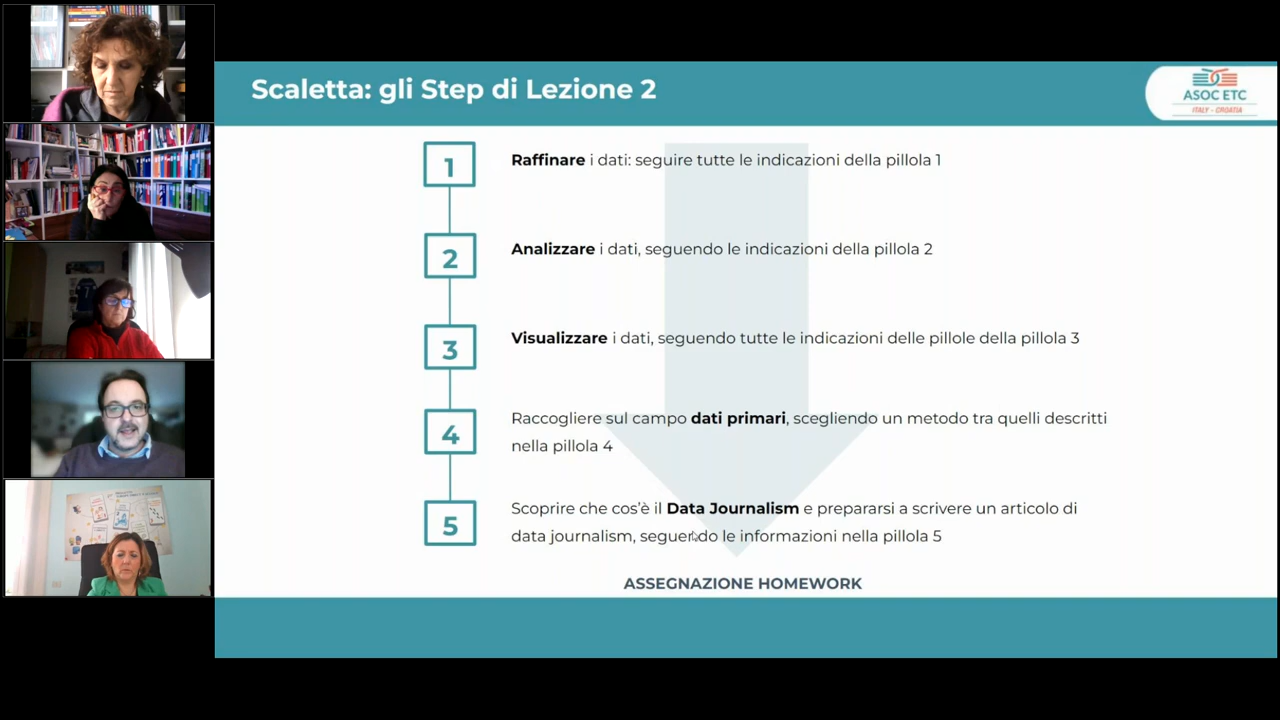 Scaletta: gli Step di Lezione 2
ASOC ETC
ITALY - CROATIA
1
Raffinare i dati: seguire tutte le indicazioni della pillola 1
2
Analizzare i dati, seguendo le indicazioni della pillola 2
3
Visualizzare i dati, seguendo tutte le indicazioni delle pillole della pillola 3
4
Raccogliere sul campo dati primari, scegliendo un metodo tra quelli descritti
nella pillola 4
5
Scoprire che cos'è il Data Journalism e prepararsi a scrivere un articolo di
data journalism, seguendo le informazioni nella pillola 5
ASSEGNAZIONE HOMEWORK